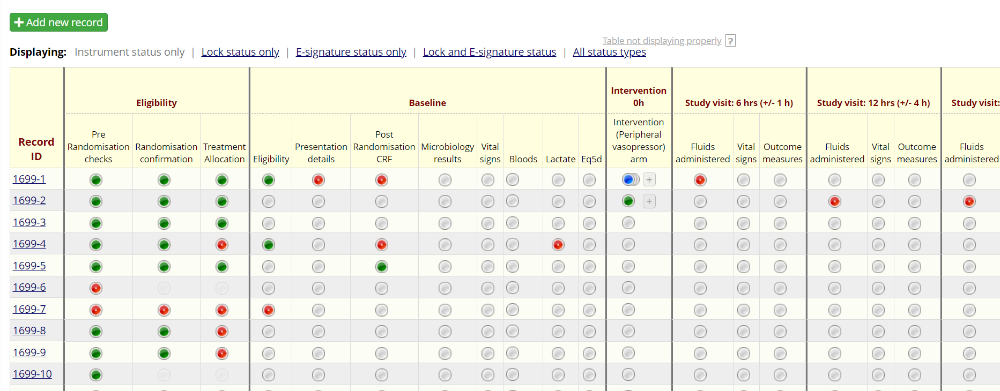 Add new record
Table not displaying properly ?
Displaying: Instrument status only | Lock status only | E-signature status only | Lock and E-signature status | All status types
Record ID
Eligibility
Baseline
Intervention 0h
Study visit: 6 hrs (+/- 1 h)
Study visit: 12 hrs (+/- 4 h)
Study visit:
Pre Randomisation checks
Randomisation confirmation
Treatment Allocation
Eligibility
Presentation details
Post Randomisation CRF
Microbiology results
Vital signs
Bloods
Lactate
Eq5d
Intervention (Peripheral vasopressor) arm
Fluids administered
Vital signs
Outcome measures
Fluids administered
Vital signs
Outcome measures
Fluids administered
1699-1
+
1699-2
+
1699-3
1699-4
1699-5
1699-6
1699-7
1699-8
1699-9
1699-10